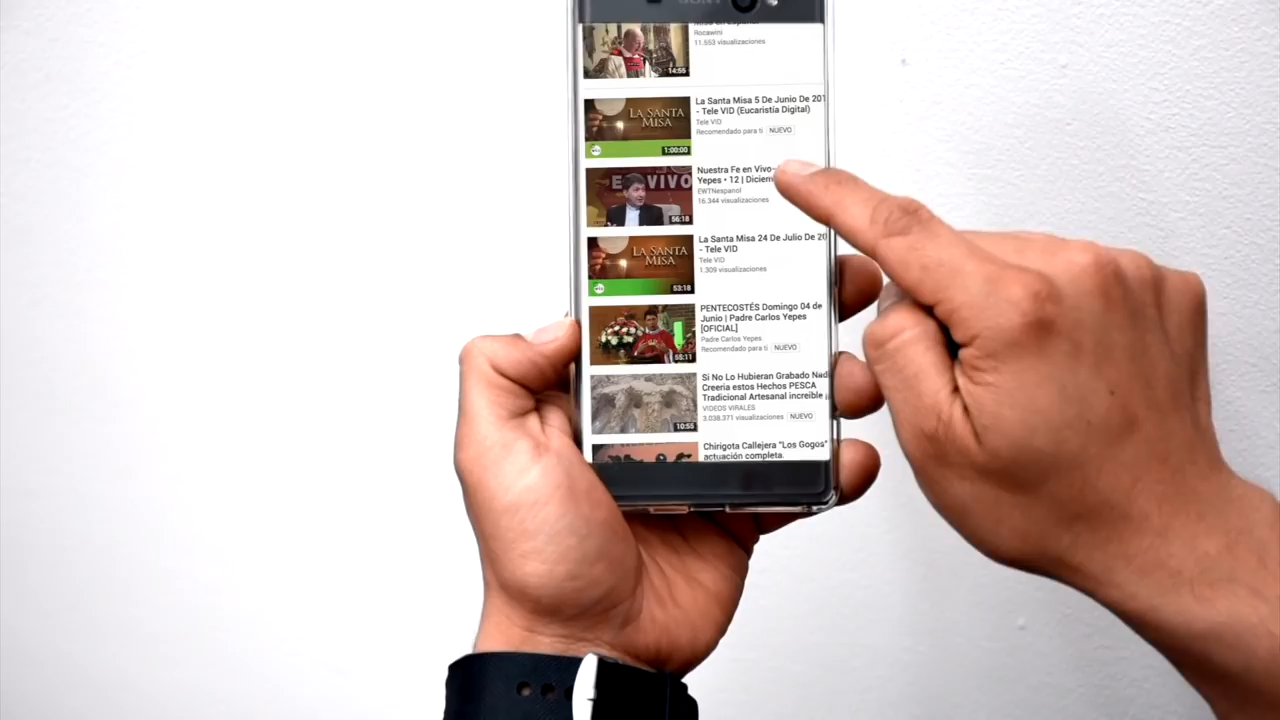 SONY
Rocawini
11.553 visualizaciones
14:55
La Santa Misa 5 De Junio De 201
- Tele VID (Eucaristía Digital)
Tele VID
Recomendado para ti NUEVO
LA SANTA
MISA
1:00:00
Nuestra Fe en Vivo-
Yepes • 12 | Diciem
EWTNespanol
16.344 visualizaciones
EN VIVO
56:18
La Santa Misa 24 De Julio De 20
- Tele VID
Tele VID
1.309 visualizaciones
LA SANTA
MISA
53:18
PENTECOSTÉS Domingo 04 de
Junio | Padre Carlos Yepes
[OFICIAL]
Padre Carlos Yepes
Recomendado para ti NUEVO
55:11
Si No Lo Hubieran Grabado Nad
Creeria estos Hechos PESCA
Tradicional Artesanal increible ¡
VIDEOS VIRALES
3.038.371 visualizaciones NUEVO
10:55
Chirigota Callejera "Los Gogos"
actuación completa.